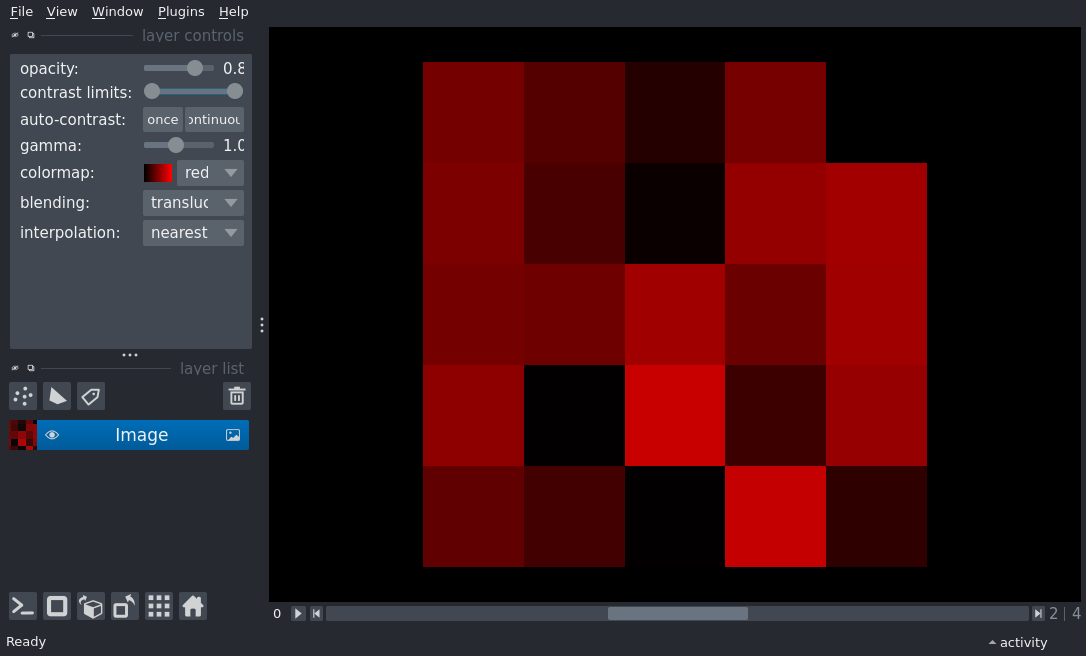 File View Window Plugins Help
layer controls
opacity: 0.8
contrast limits:
auto-contrast: once ontinuou
gamma: 1.0
colormap: red
blending: transluc
interpolation: nearest
layer list
Image
0 2 | 4
Ready activity